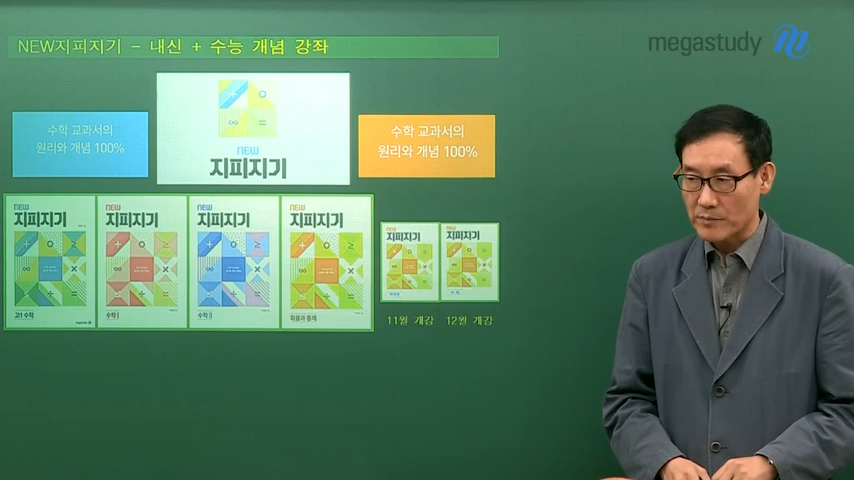 NEW지피지기 - 내신 + 수능 개념 강좌
megastudy
수학 교과서의
원리와 개념 100%
NEW
지피지기
수학 교과서의
원리와 개념 100%
NEW
지피지기
고1 수학
NEW
지피지기
수학 I
NEW
지피지기
수학 II
NEW
지피지기
확률과 통계
NEW
지피지기
11월 개강
NEW
지피지기
12월 개강